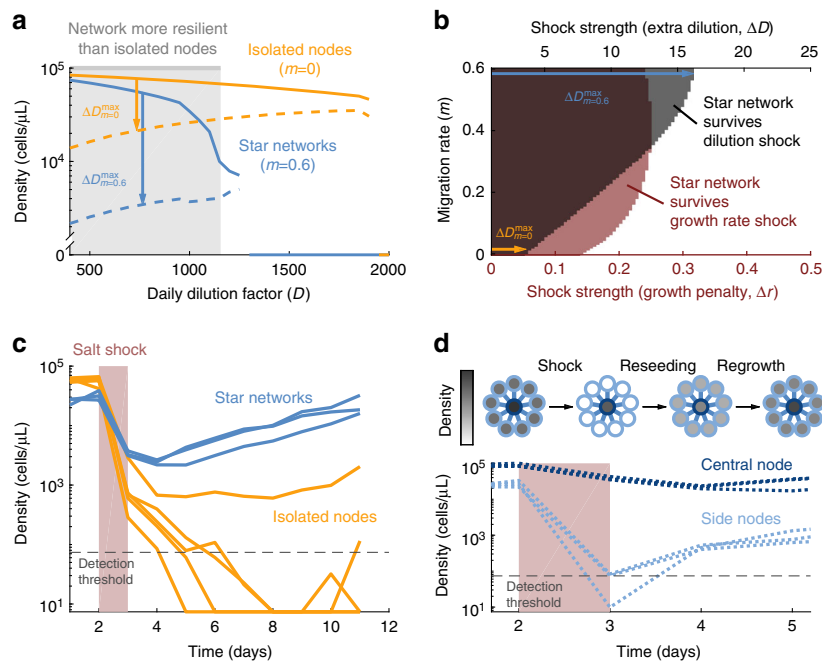 a
Network more resilient
than isolated nodes
Isolated nodes
(m=0)
10^5
10^4
0
Density (cells/μL)
ΔD^max_m=0
ΔD^max_m=0.6
Star networks
(m=0.6)
500 1000 1500 2000
Daily dilution factor (D)
b
Shock strength (extra dilution, ΔD)
5 10 15 20 25
0.6
0.4
0.2
0
Migration rate (m)
ΔD^max_m=0.6
Star network
survives
dilution shock
Star network
survives
growth rate shock
ΔD^max_m=0
0 0.1 0.2 0.3 0.4 0.5
Shock strength (growth penalty, Δr)
c
Salt shock
10^5
10^3
10^1
Density (cells/μL)
Star networks
Isolated nodes
Detection
threshold
2 4 6 8 10 12
Time (days)
d
Density
Shock Reseeding Regrowth
10^5
10^3
10^1
Density (cells/μL)
Central node
Side nodes
Detection
threshold
2 3 4 5
Time (days)